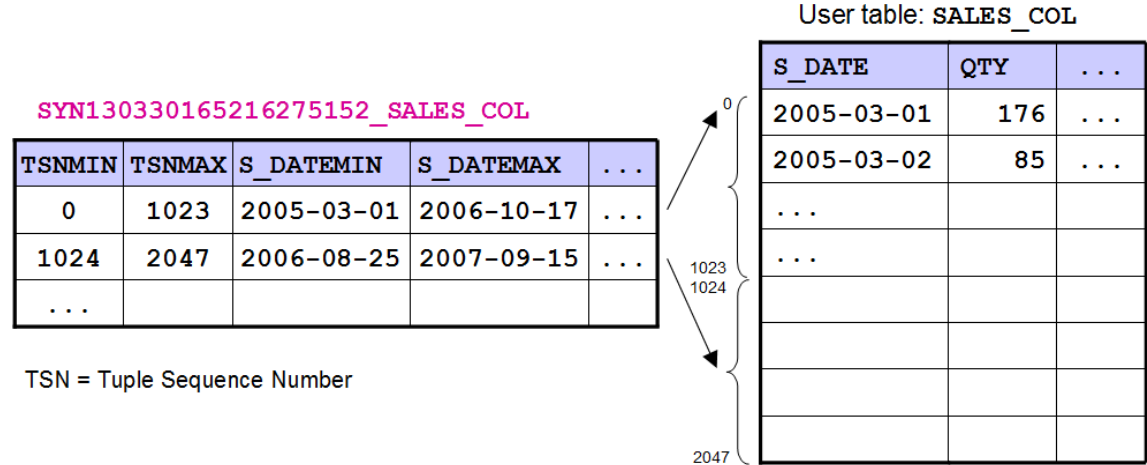 User table: SALES_COL
SYN130330165216275152_SALES_COL
TSNMIN TSNMAX S_DATEMIN S_DATEMAX ...
0 1023 2005-03-01 2006-10-17 ...
1024 2047 2006-08-25 2007-09-15 ...
...
TSN = Tuple Sequence Number
0
1023
1024
2047
S_DATE QTY ...
2005-03-01 176 ...
2005-03-02 85 ...
...
...